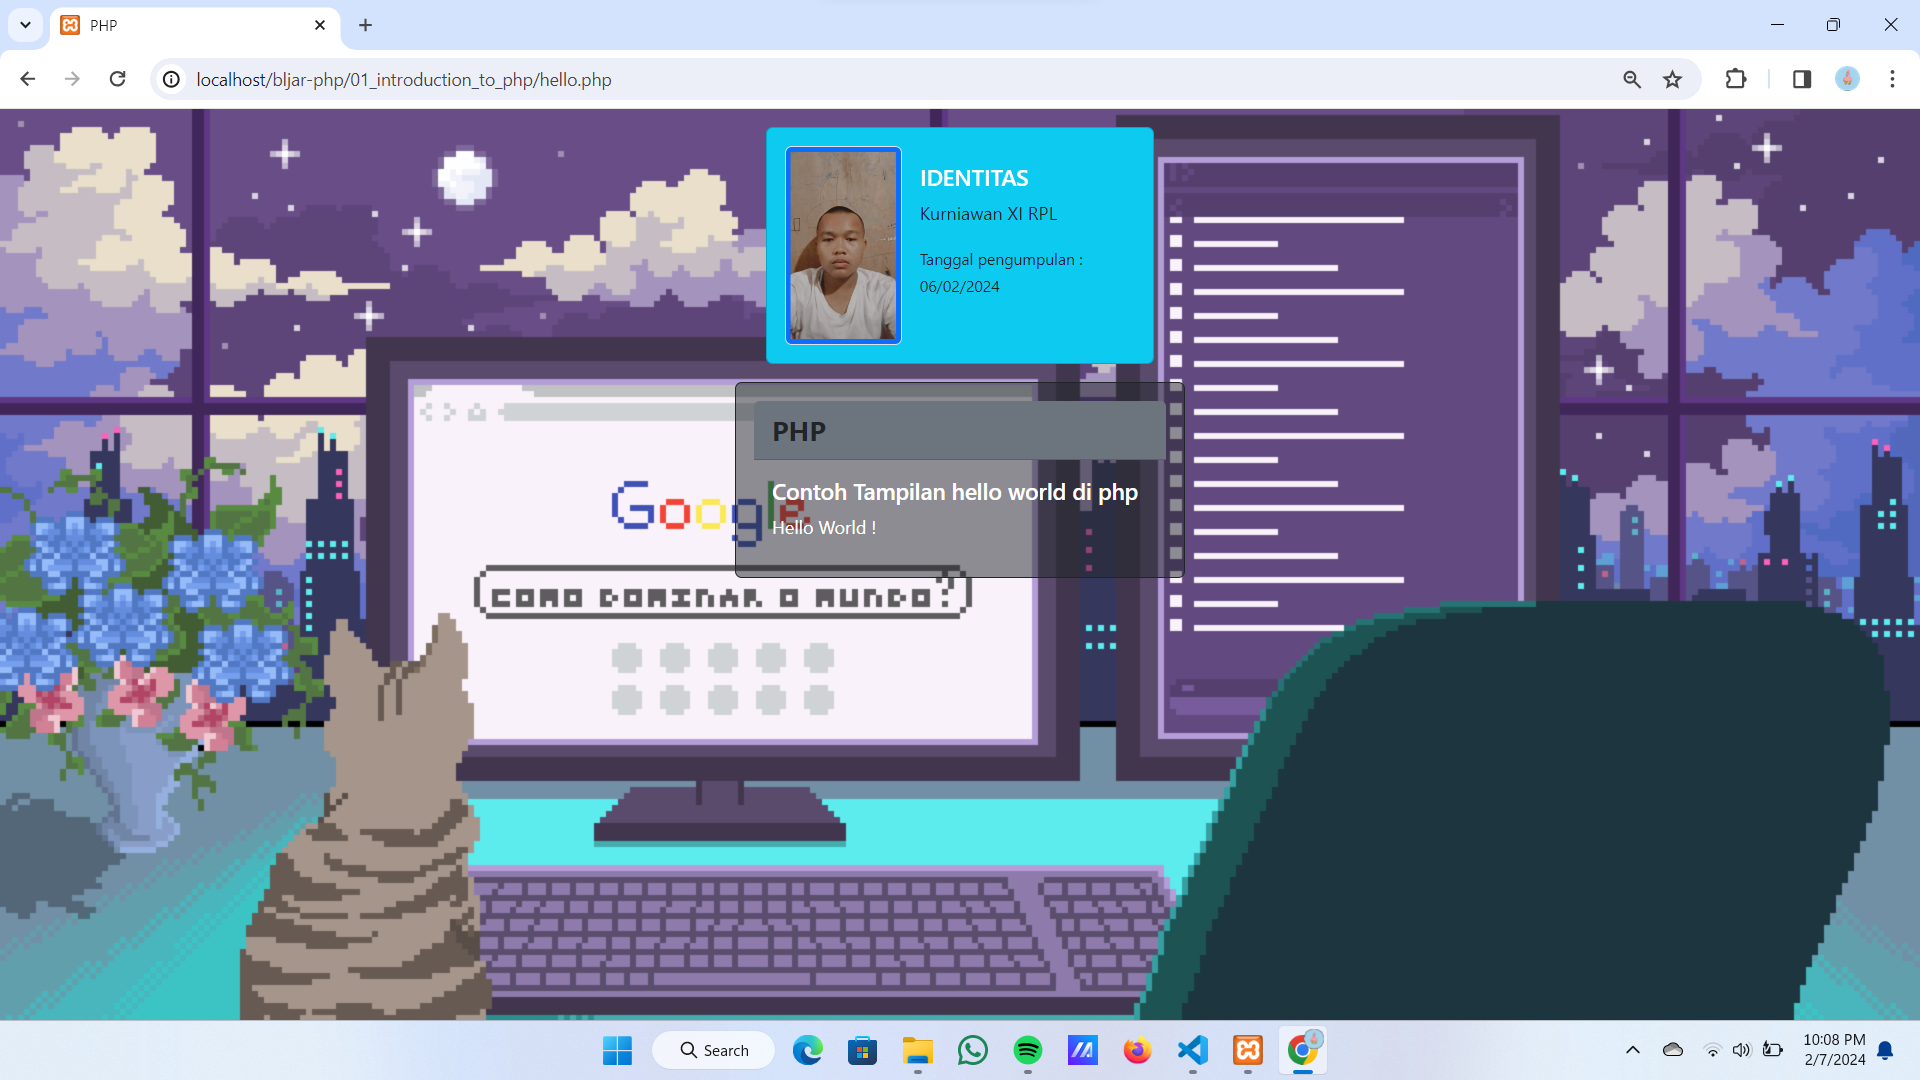 PHP
localhost/bljar-php/01_introduction_to_php/hello.php
IDENTITAS
Kurniawan XI RPL
Tanggal pengumpulan :
06/02/2024
PHP
Contoh Tampilan hello world di php
Hello World !
Google
COMO DOMINAR O MUNDO?
Search
10:08 PM
2/7/2024